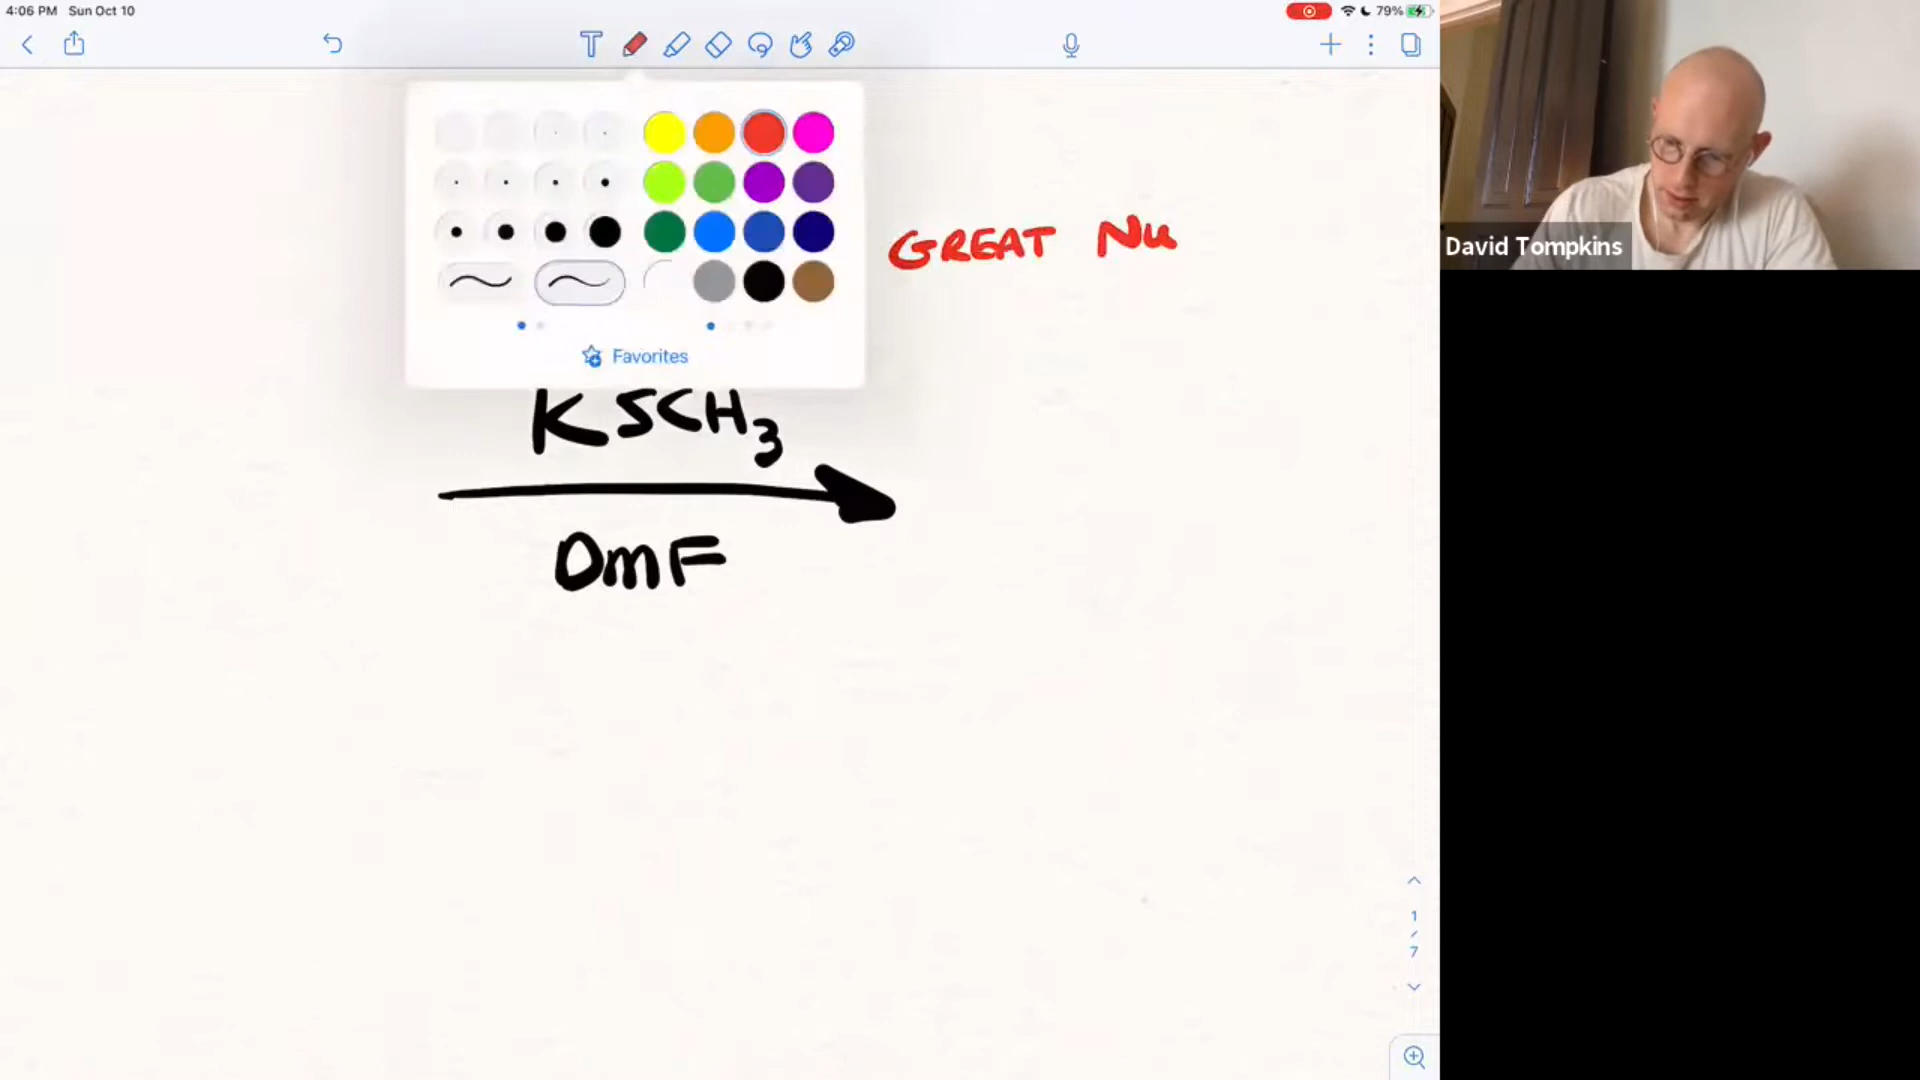 4:06 PM Sun Oct 10
79%
T
GREAT Nu
David Tompkins
Favorites
KSCH3
DMF
1
/
7